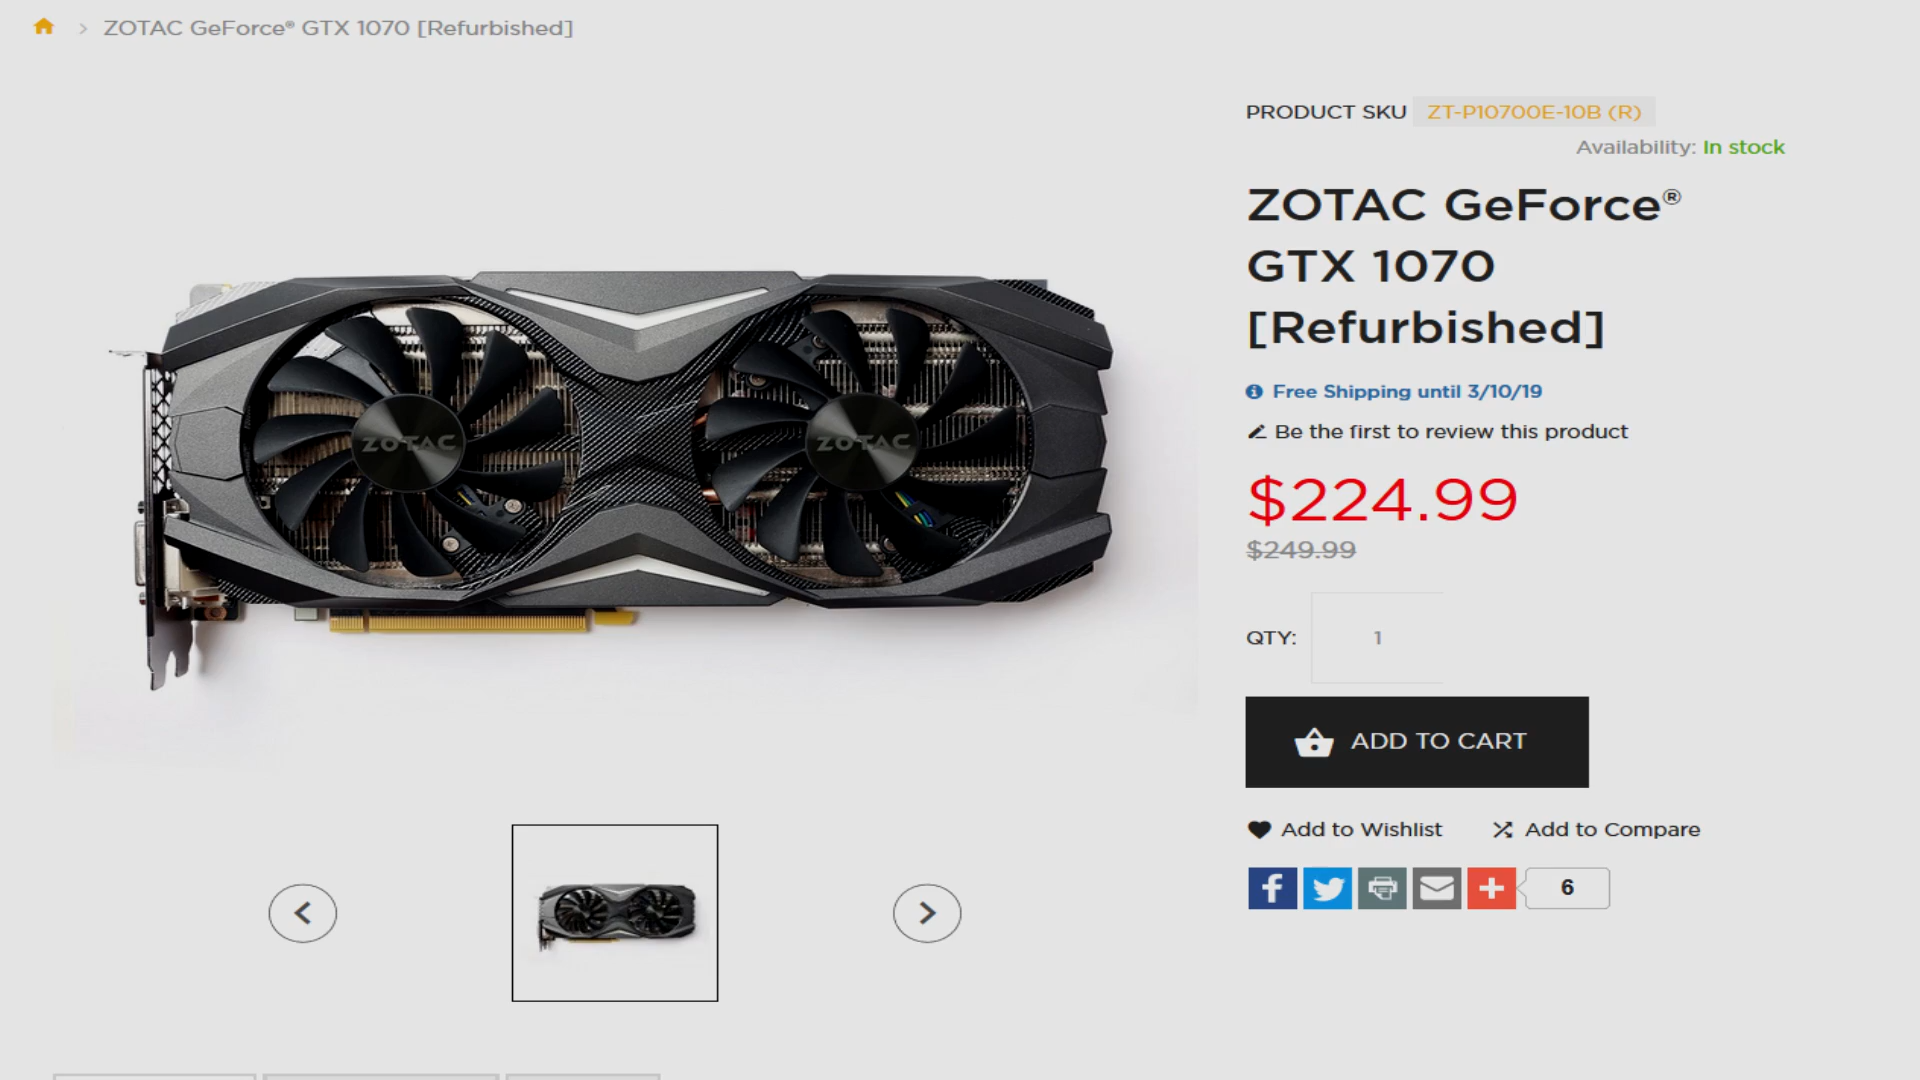 ZOTAC GeForce® GTX 1070 [Refurbished]
PRODUCT SKU ZT-P10700E-10B (R)
Availability: In stock
ZOTAC GeForce®
GTX 1070
[Refurbished]
Free Shipping until 3/10/19
Be the first to review this product
$224.99
$249.99
QTY: 1
ADD TO CART
Add to Wishlist
Add to Compare
6
ZOTAC
ZOTAC